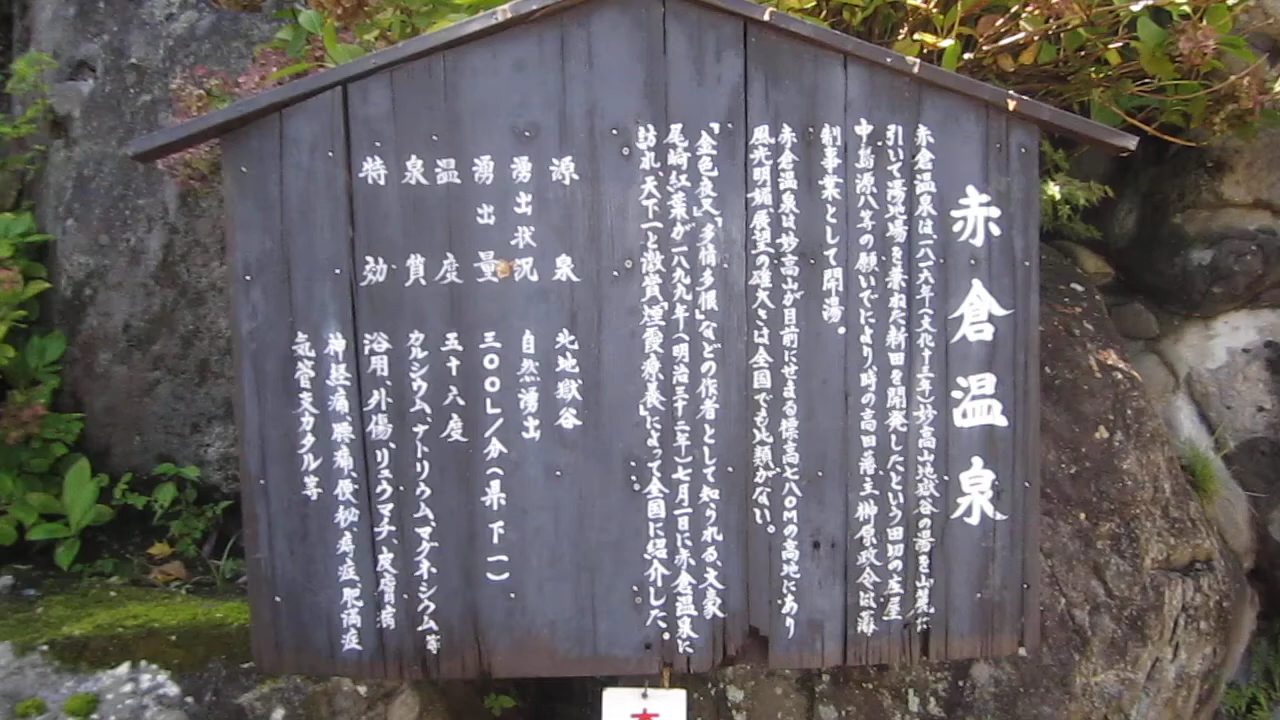 赤倉温泉
赤倉温泉は一八一六年(文化十三年)妙高山地獄谷の湯を山麓に
引いて湯地場を兼ねた新田を開発したという田切の庄屋
中島源八等の願いでにより、時の高田藩主榊原政令は藩
制事業として開湯。
赤倉温泉は妙高山が目前にせまる標高七八〇Mの高地にあり
風光明媚展望の雄大さは全国でも比類がない。
「金色夜叉」「多情多恨」などの作者として知られる、文豪
尾崎紅葉が一八九九年(明治三十二年)七月一日に赤倉温泉に
訪れ、天下一と激賞「煙霞療養」によって全国に紹介した。
源泉 北地獄谷
湧出状況 自然湧出
湧出量 三〇〇L/分(県下一)
温度 五十六度
泉質 カルシウム、ナトリウム、マグネシウム等
特効 浴用、外傷、リュウマチ、皮膚病
神経痛、腰痛、便秘、痔症、肥満症
気管支カタル等